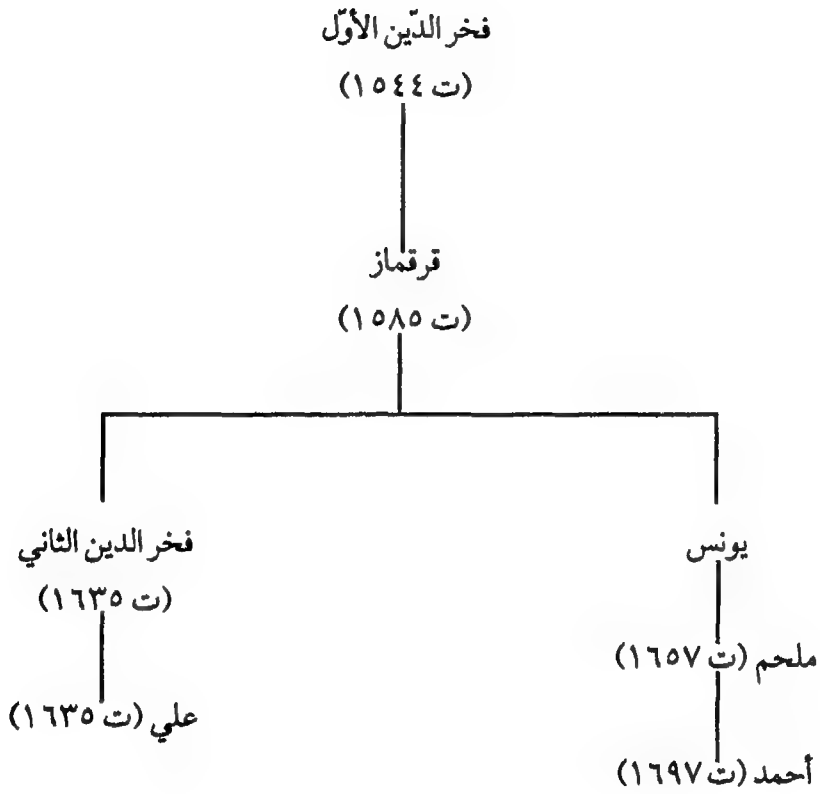 فخر الدّين الأوّل
(ت ١٥٤٤)
قرقماز
(ت ١٥٨٥)
يونس
فخر الدين الثاني
(ت ١٦٣٥)
ملحم (ت ١٦٥٧)
علي (ت ١٦٣٥)
أحمد (ت ١٦٩٧)